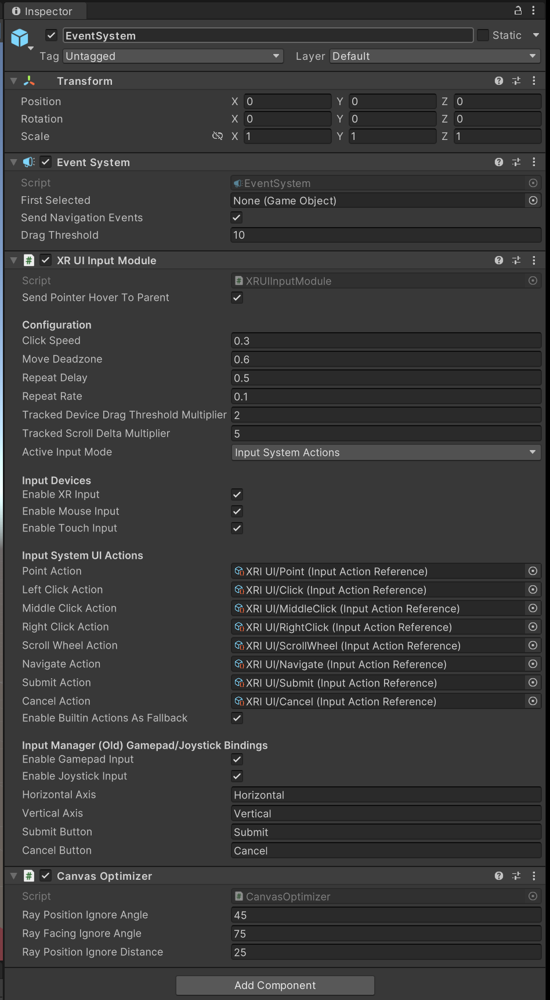 Inspector
EventSystem Static
Tag Untagged Layer Default
Transform
Position X 0 Y 0 Z 0
Rotation X 0 Y 0 Z 0
Scale X 1 Y 1 Z 1
Event System
Script EventSystem
First Selected None (Game Object)
Send Navigation Events
Drag Threshold 10
# XR UI Input Module
Script # XRUIInputModule
Send Pointer Hover To Parent
Configuration
Click Speed 0.3
Move Deadzone 0.6
Repeat Delay 0.5
Repeat Rate 0.1
Tracked Device Drag Threshold Multiplier 2
Tracked Scroll Delta Multiplier 5
Active Input Mode Input System Actions
Input Devices
Enable XR Input
Enable Mouse Input
Enable Touch Input
Input System UI Actions
Point Action XRI UI/Point (Input Action Reference)
Left Click Action XRI UI/Click (Input Action Reference)
Middle Click Action XRI UI/MiddleClick (Input Action Reference)
Right Click Action XRI UI/RightClick (Input Action Reference)
Scroll Wheel Action XRI UI/ScrollWheel (Input Action Reference)
Navigate Action XRI UI/Navigate (Input Action Reference)
Submit Action XRI UI/Submit (Input Action Reference)
Cancel Action XRI UI/Cancel (Input Action Reference)
Enable Builtin Actions As Fallback
Input Manager (Old) Gamepad/Joystick Bindings
Enable Gamepad Input
Enable Joystick Input
Horizontal Axis Horizontal
Vertical Axis Vertical
Submit Button Submit
Cancel Button Cancel
# Canvas Optimizer
Script # CanvasOptimizer
Ray Position Ignore Angle 45
Ray Facing Ignore Angle 75
Ray Position Ignore Distance 25
Add Component